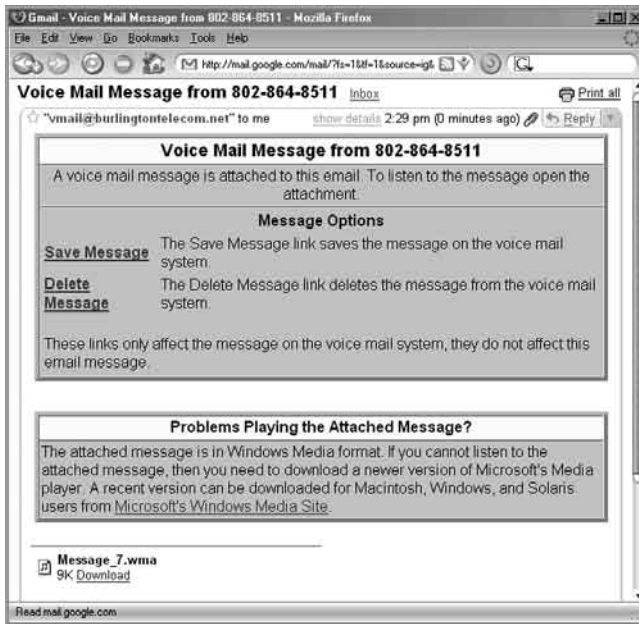 Gmail - Voice Mail Message from 802-864-8511 - Mozilla Firefox
File Edit View Go Bookmarks Tools Help
http://mail.google.com/mail/?fs=1&tf=1&source=ig&
Voice Mail Message from 802-864-8511 Inbox Print all
"vmail@burlingtontelecom.net" to me show details 2:29 pm (0 minutes ago) Reply
Voice Mail Message from 802-864-8511
A voice mail message is attached to this email. To listen to the message open the
attachment.
Message Options
Save Message The Save Message link saves the message on the voice mail
system.
Delete The Delete Message link deletes the message from the voice mail
Message system.
These links only affect the message on the voice mail system, they do not affect this
email message.
Problems Playing the Attached Message?
The attached message is in Windows Media format. If you cannot listen to the
attached message, then you need to download a newer version of Microsoft's Media
player. A recent version can be downloaded for Macintosh, Windows, and Solaris
users from Microsoft's Windows Media Site.
Message_7.wma
9K Download
Read mail.google.com